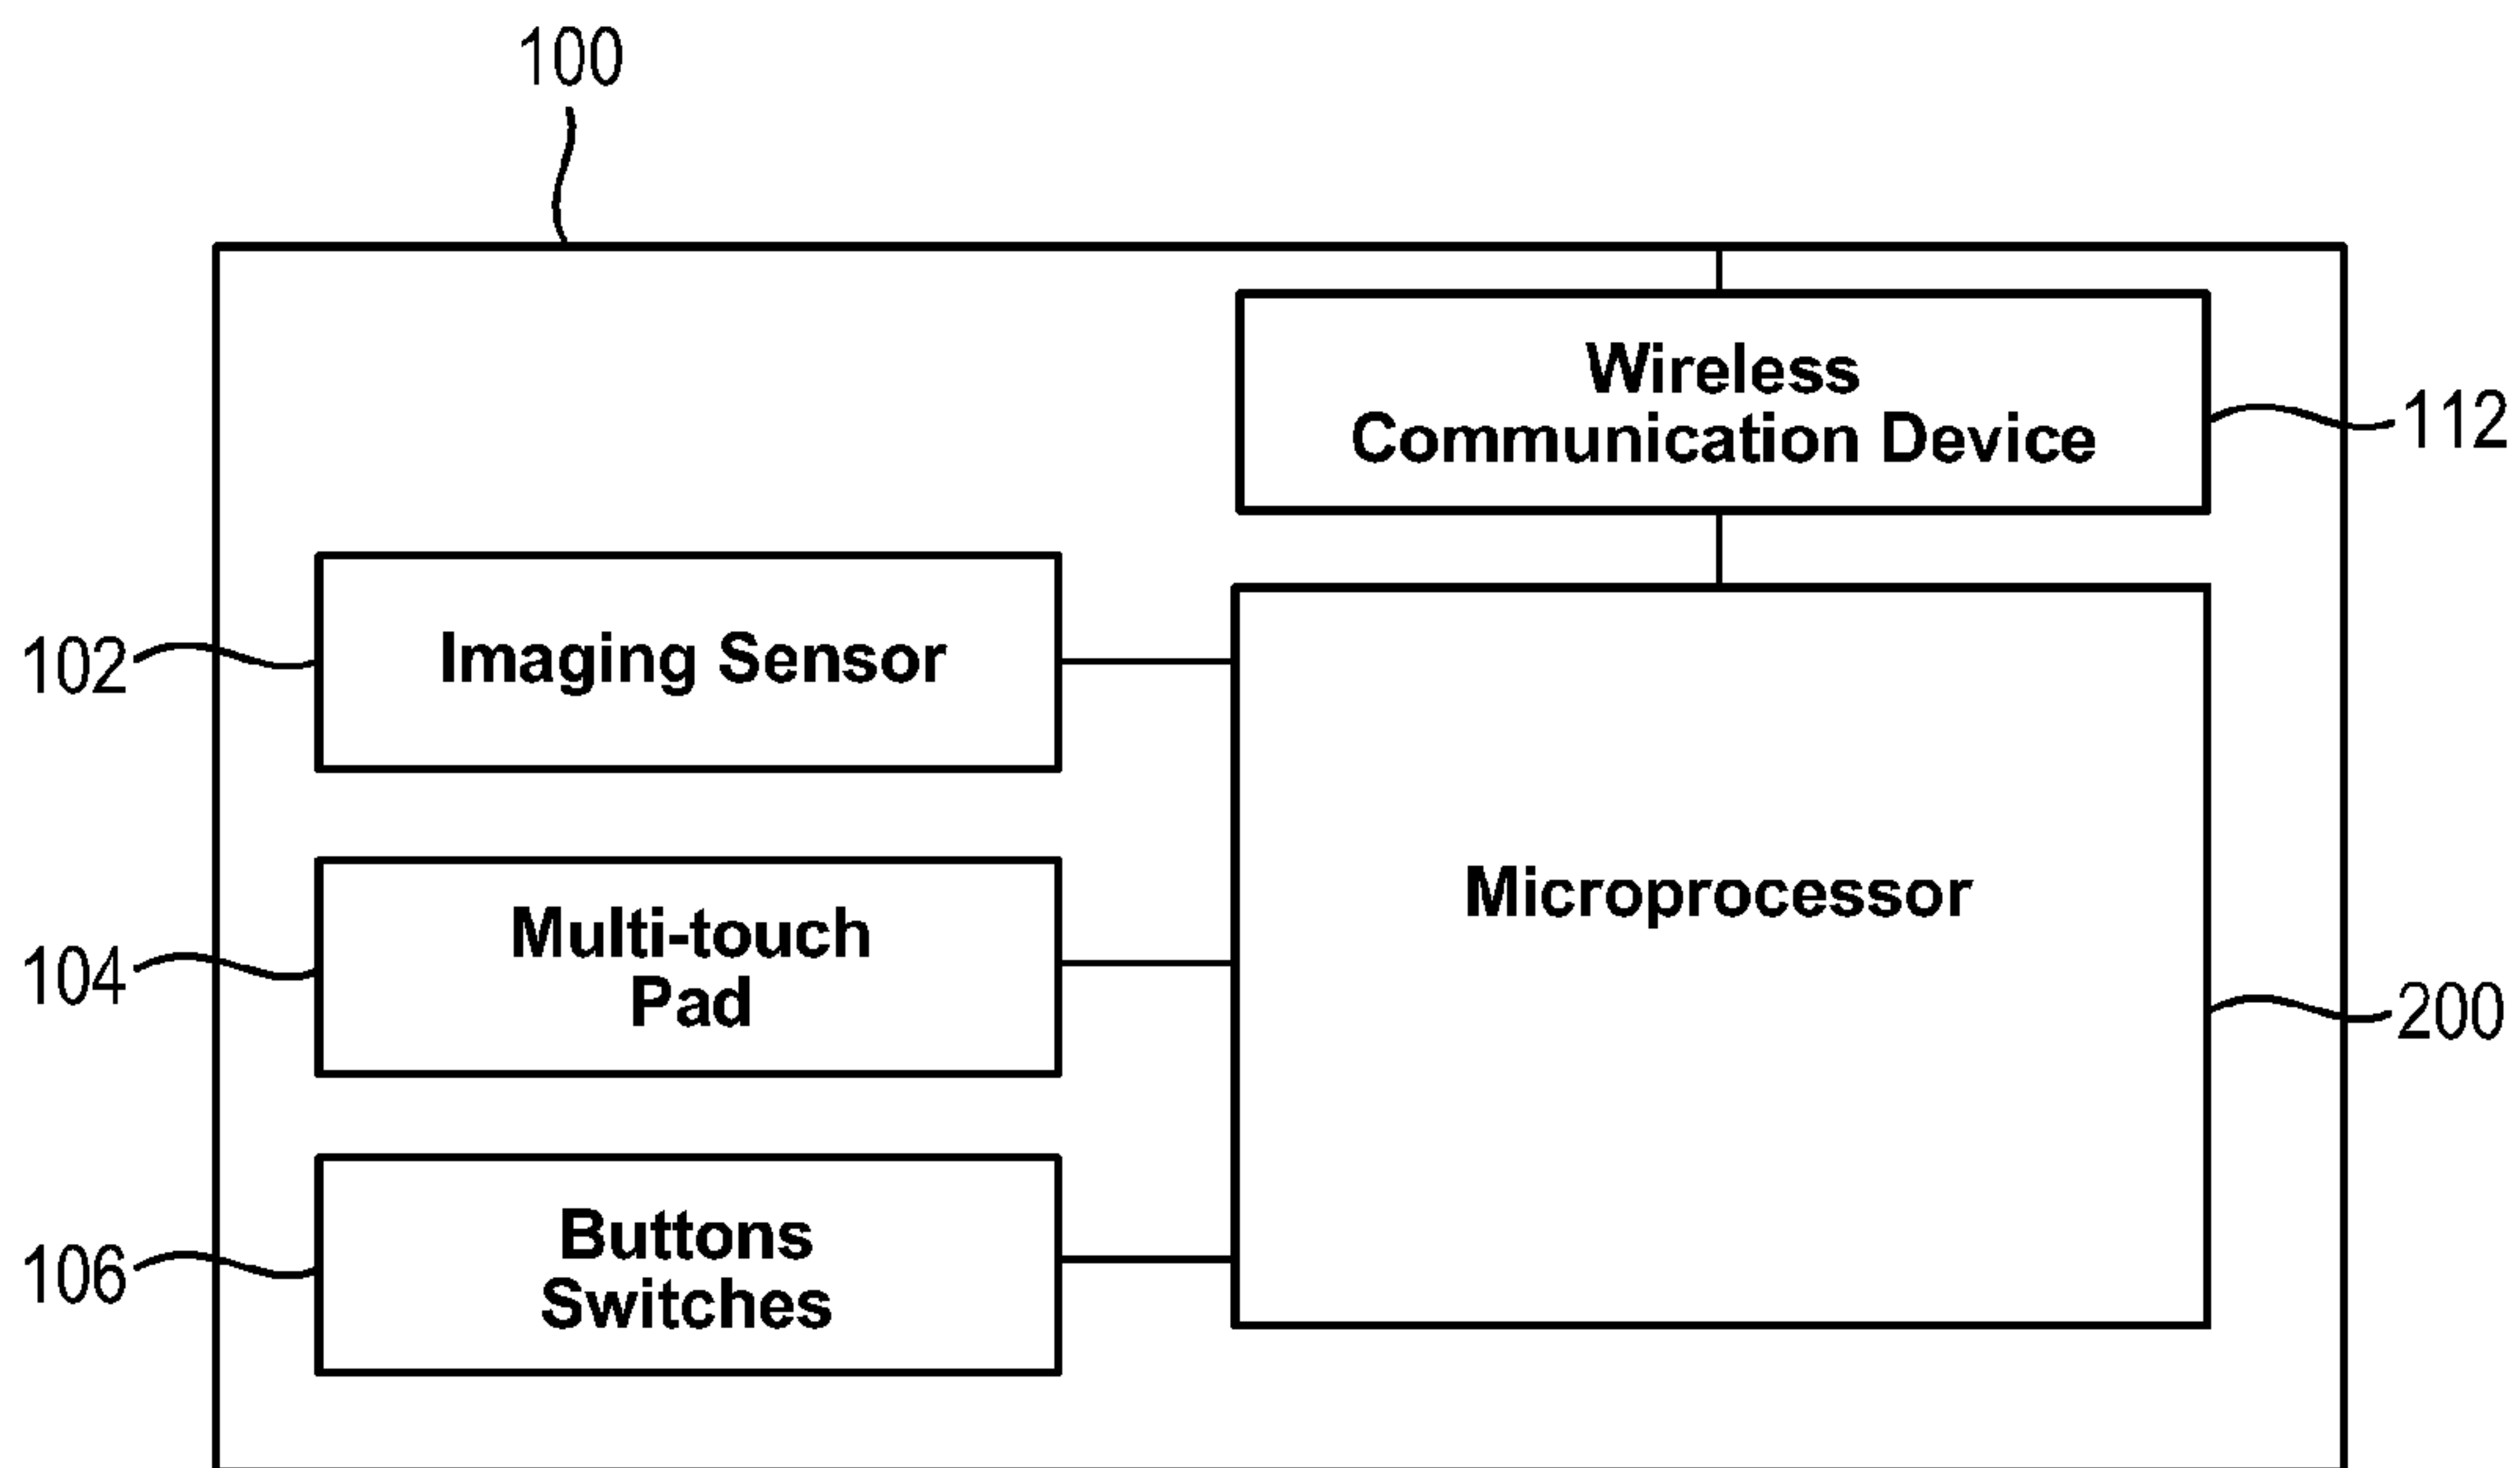 100
Wireless
Communication Device
112
Imaging Sensor
102
Microprocessor
Multi-touch
Pad
104
200
Buttons
Switches
106